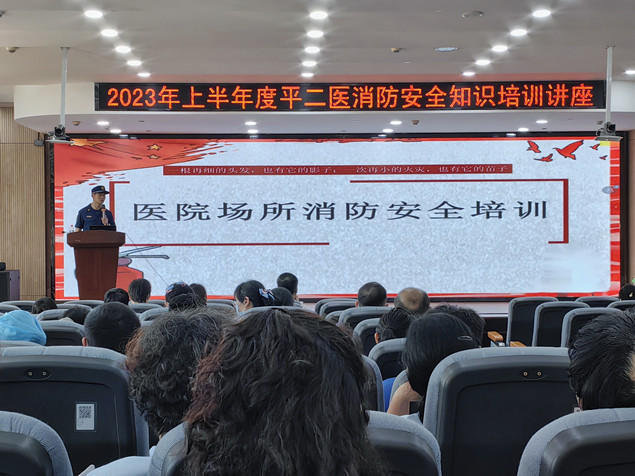 2023年上半年度平二医消防安全知识培训讲座
一根再细的头发，也有它的影子；一次再小的火灾，也有它的苗子
医院场所消防安全培训